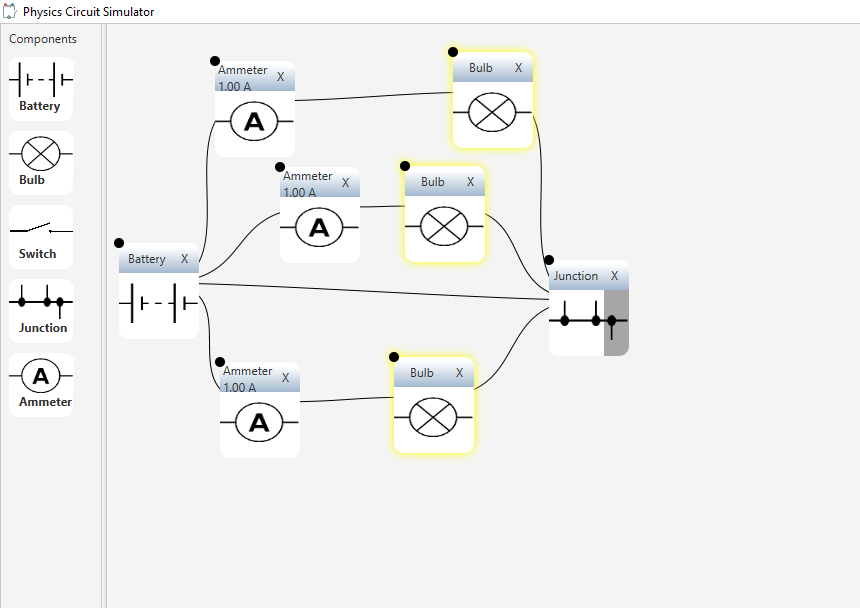 Physics Circuit Simulator
Components
Battery
Bulb
Switch
Junction
A
Ammeter
Ammeter X
1.00 A
A
Bulb X
Ammeter X
1.00 A
A
Bulb X
Battery X
Junction X
Ammeter X
1.00 A
A
Bulb X